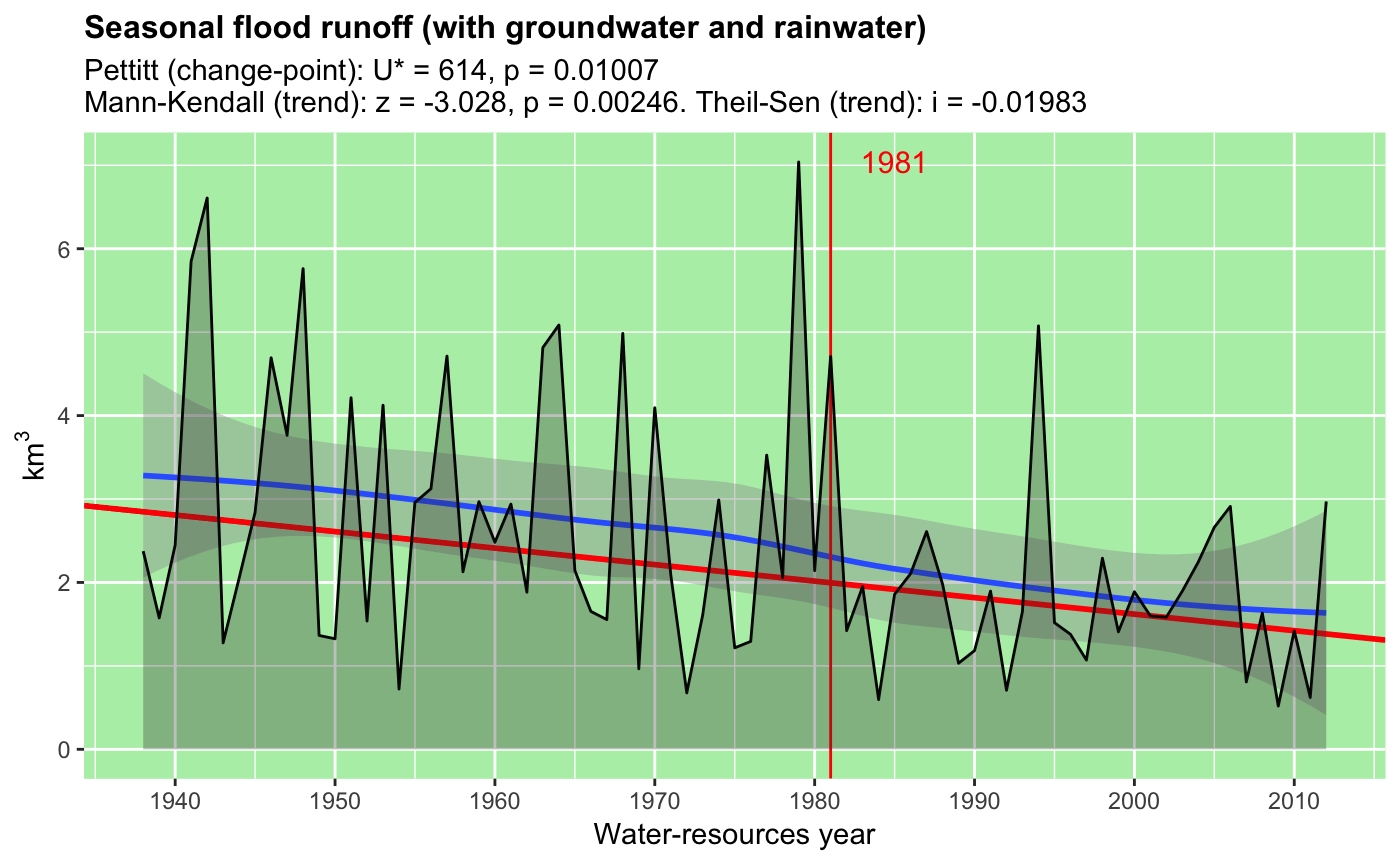 Seasonal flood runoff (with groundwater and rainwater)
Pettitt (change-point): U* = 614, p = 0.01007
Mann-Kendall (trend): z = -3.028, p = 0.00246. Theil-Sen (trend): i = -0.01983
1981
km³
6
4
2
0
1940 1950 1960 1970 1980 1990 2000 2010
Water-resources year